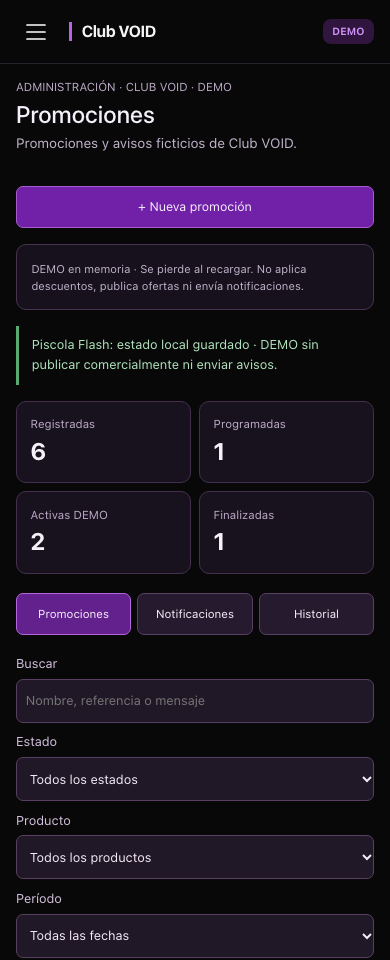 Club VOID
DEMO
ADMINISTRACIÓN · CLUB VOID · DEMO
Promociones
Promociones y avisos ficticios de Club VOID.
+ Nueva promoción
DEMO en memoria · Se pierde al recargar. No aplica
descuentos, publica ofertas ni envía notificaciones.
Piscola Flash: estado local guardado · DEMO sin
publicar comercialmente ni enviar avisos.
Registradas
6
Programadas
1
Activas DEMO
2
Finalizadas
1
Promociones
Notificaciones
Historial
Buscar
Nombre, referencia o mensaje
Estado
Todos los estados
Producto
Todos los productos
Período
Todas las fechas